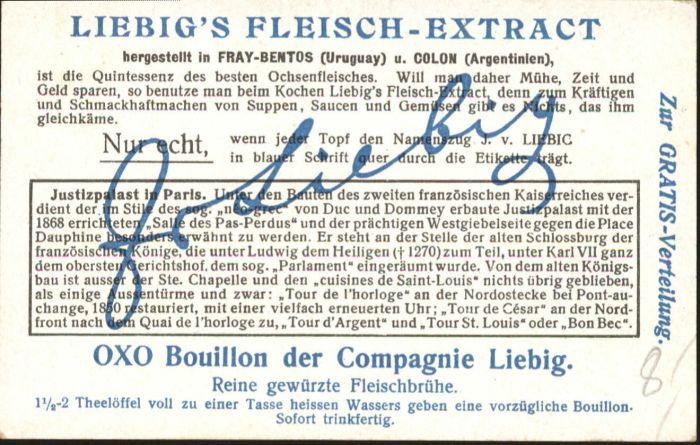 LIEBIG'S FLEISCH-EXTRACT
hergestellt in FRAY-BENTOS (Uruguay) u. COLON (Argentinien),
ist die Quintessenz des besten Ochsenfleisches. Will man daher Mühe, Zeit und
Geld sparen, so benutze man beim Kochen Liebig's Fleisch-Extract, denn zum Kräftigen
und Schmackhaftmachen von Suppen, Saucen und Gemüsen gibt es Nichts, das ihm
gleichkäme.
Nur echt,
wenn jeder Topf den Namenszug J. v. LIEBIG
in blauer Schrift quer durch die Etikette trägt.
J v Liebig
Justizpalast in Paris. Unter den Bauten des zweiten französischen Kaiserreiches ver-
dient der im Stile des sog. „néo-grec" von Duc und Dommey erbaute Justizpalast mit der
1868 errichteten „Salle des Pas-Perdus" und der prächtigen Westgiebelseite gegen die Place
Dauphine besonders erwähnt zu werden. Er steht an der Stelle der alten Schlossburg der
französischen Könige, die unter Ludwig dem Heiligen († 1270) zum Teil, unter Karl VII ganz
dem obersten Gerichtshof, dem sog. „Parlament" eingeräumt wurde. Von dem alten Königs-
bau ist ausser der Ste. Chapelle und den „cuisines de Saint-Louis" nichts übrig geblieben,
als einige Aussentürme und zwar: „Tour de l'horloge" an der Nordostecke bei Pont-au-
change, 1850 restauriert, mit einer vielfach erneuerten Uhr; „Tour de César" an der Nord-
front nach dem Quai de l'horloge zu, „Tour d'Argent" und „Tour St. Louis" oder „Bon Bec".
OXO Bouillon der Compagnie Liebig.
Reine gewürzte Fleischbrühe.
1½-2 Theelöffel voll zu einer Tasse heissen Wassers geben eine vorzügliche Bouillon.
Sofort trinkfertig.
Zur GRATIS-Verteilung.
8